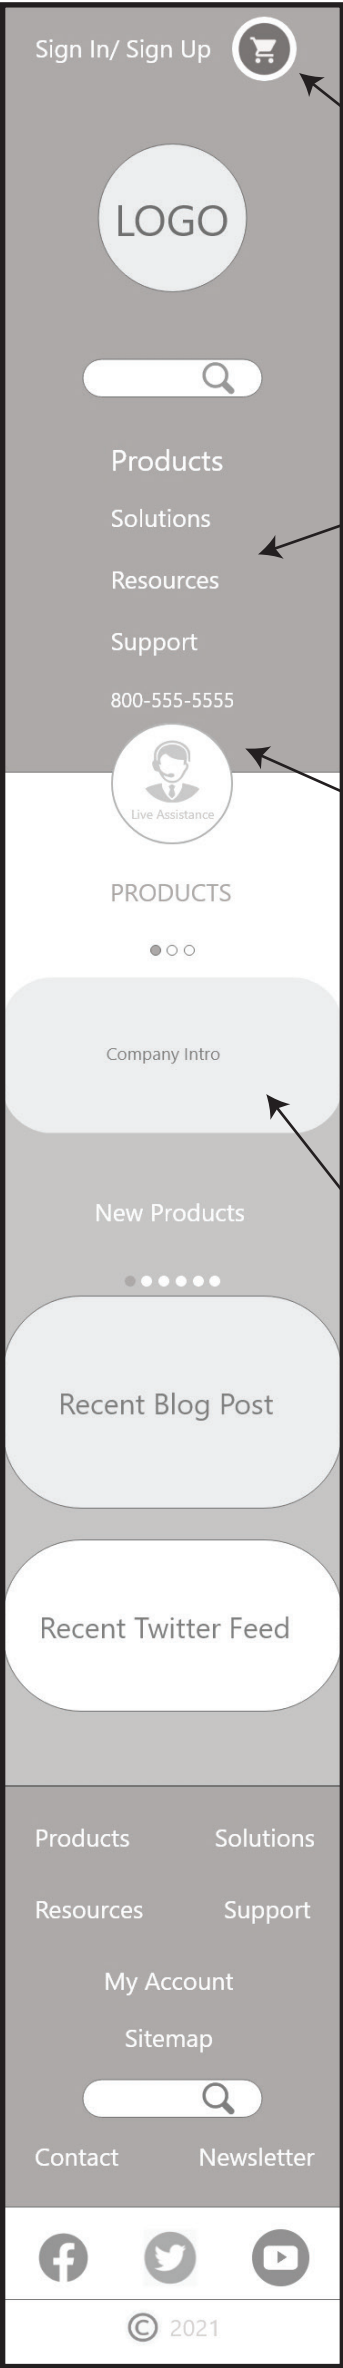 Sign In/ Sign Up
LOGO
Products
Solutions
Resources
Support
800-555-5555
Live Assistance
PRODUCTS
Company Intro
New Products
Recent Blog Post
Recent Twitter Feed
Products Solutions
Resources Support
My Account
Sitemap
Contact Newsletter
© 2021